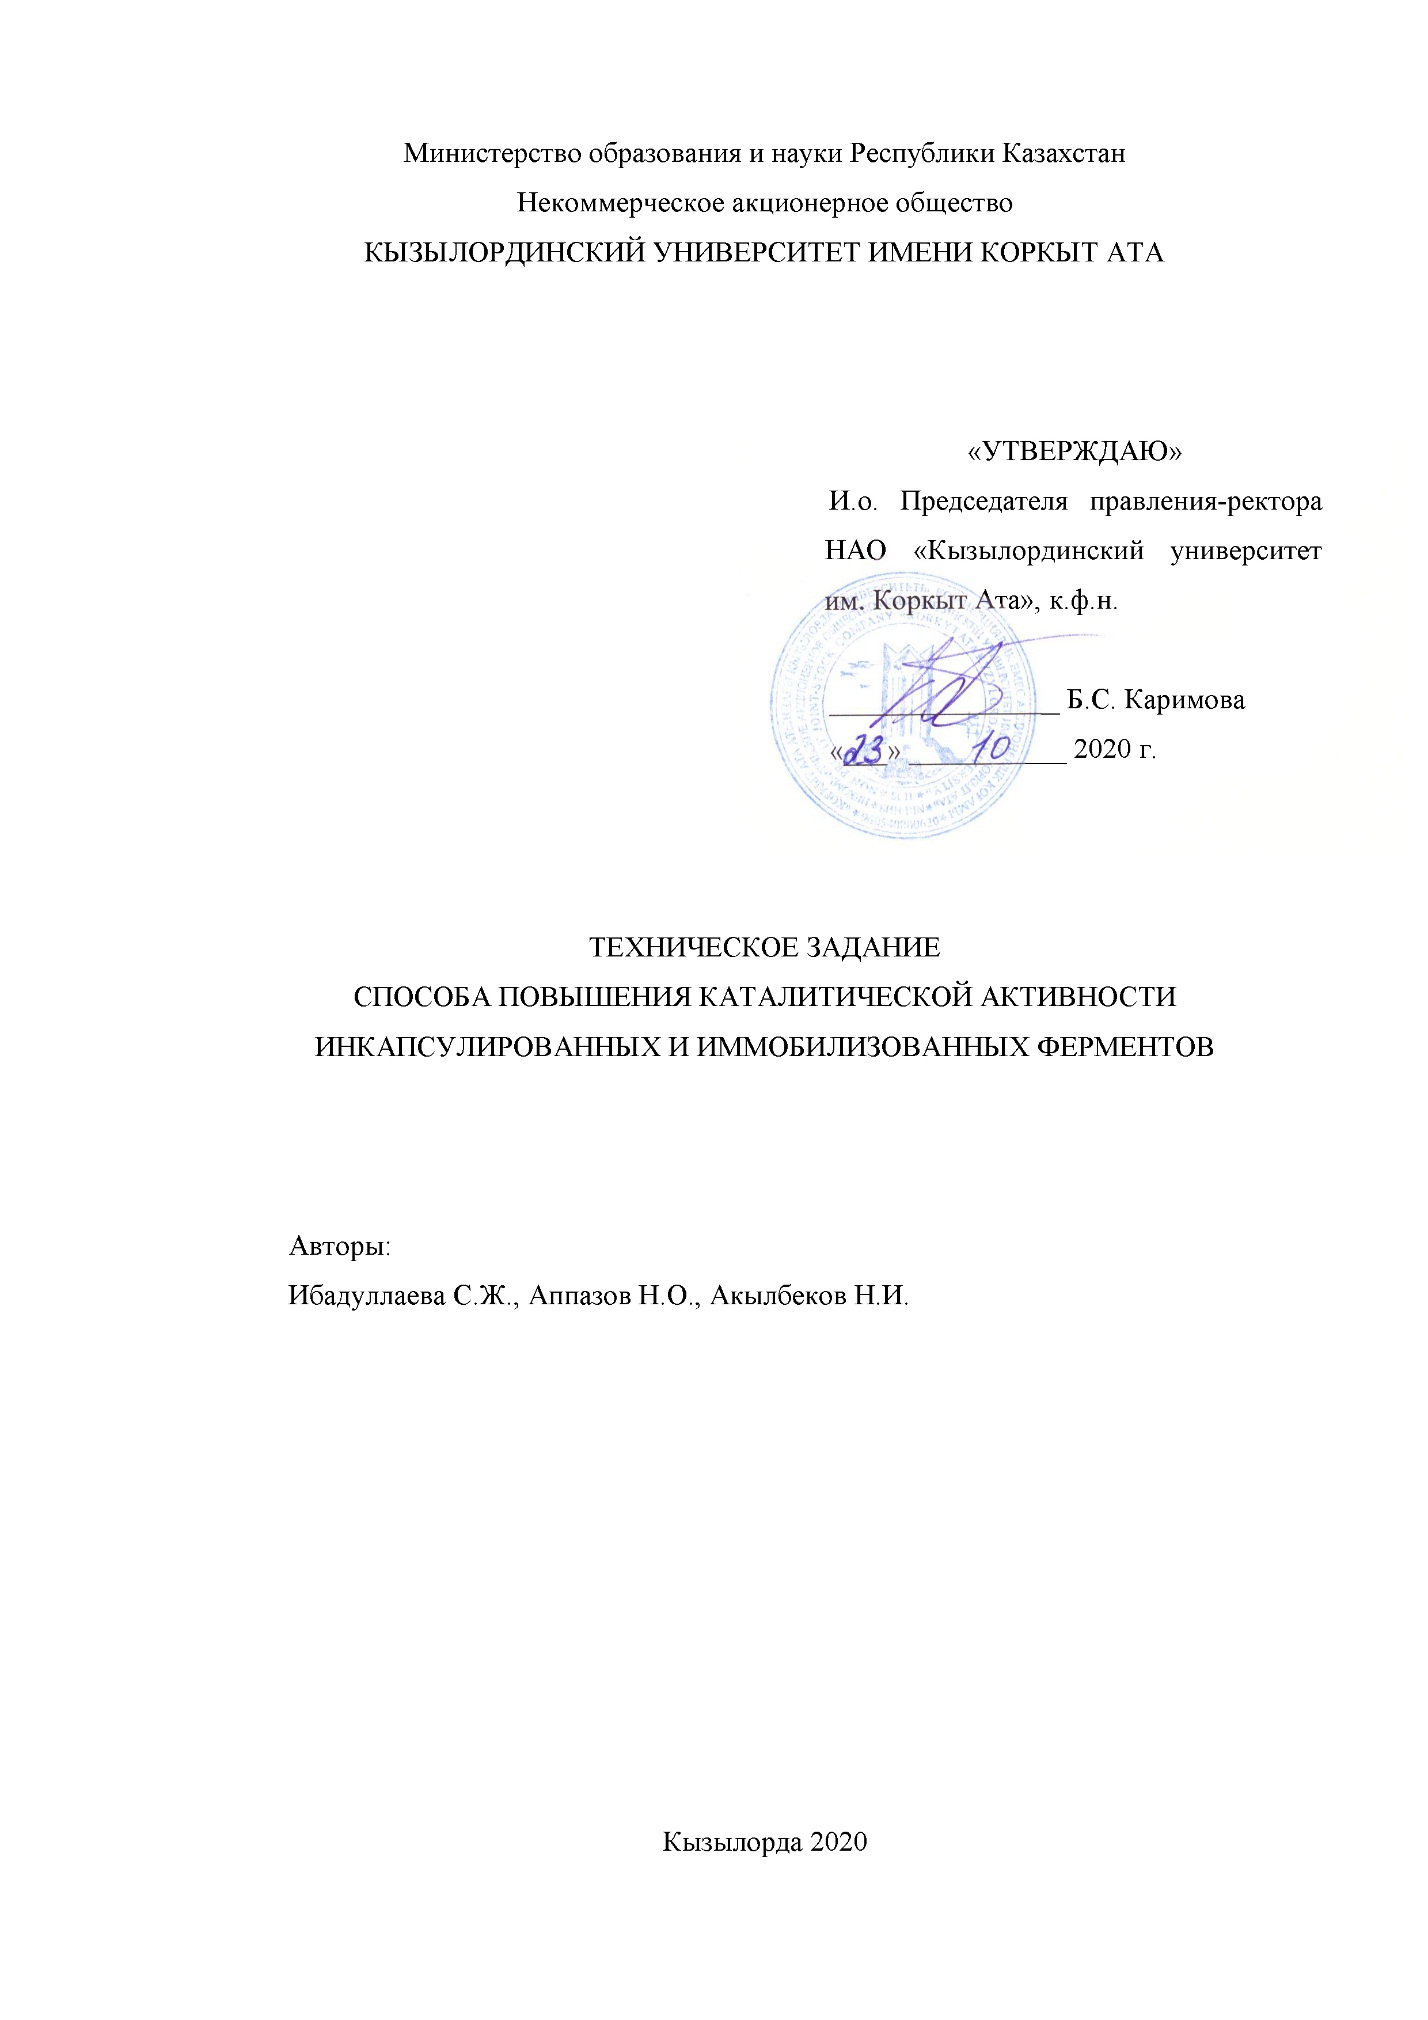 Министерство образования и науки Республики Казахстан
Некоммерческое акционерное общество
КЫЗЫЛОРДИНСКИЙ УНИВЕРСИТЕТ ИМЕНИ КОРКЫТ АТА
«УТВЕРЖДАЮ»
И.о. Председателя правления-ректора
НАО «Кызылординский университет
им. Коркыт Ата», к.ф.н.
Б.С. Каримова
«23» 10 2020 г.
ТЕХНИЧЕСКОЕ ЗАДАНИЕ
СПОСОБА ПОВЫШЕНИЯ КАТАЛИТИЧЕСКОЙ АКТИВНОСТИ
ИНКАПСУЛИРОВАННЫХ И ИММОБИЛИЗОВАННЫХ ФЕРМЕНТОВ
Авторы:
Ибадуллаева С.Ж., Аппазов Н.О., Акылбеков Н.И.
Кызылорда 2020